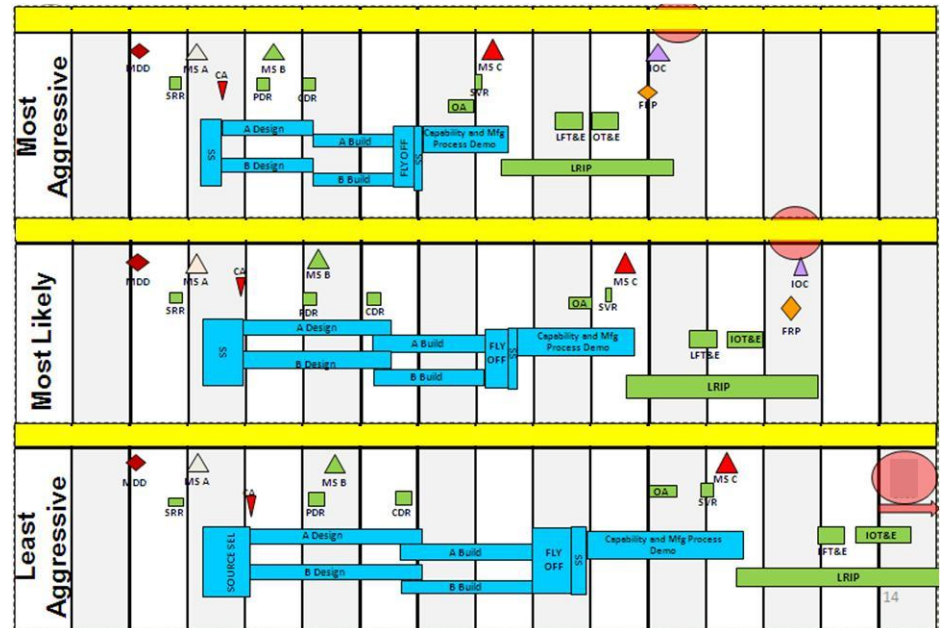 Most
Aggressive
MDD
MS A
MS B
MS C
IOC
CA
SRR
PDR
CDR
SVR
FRP
OA
LFT&E
OT&E
SS
A Design
A Build
B Design
B Build
FLY OFF
SS
Capability and Mfg
Process Demo
LRIP
Most Likely
MDD
MS A
CA
MS B
MS C
IOC
SRR
PDR
CDR
OA
SVR
FRP
SS
A Design
A Build
B Design
B Build
FLY
OFF
SS
Capability and Mfg
Process Demo
LFT&E
IOT&E
LRIP
Least
Aggressive
MDD
MS A
CA
MS B
MS C
SRR
PDR
CDR
OA
SVR
SOURCE SEL
A Design
A Build
B Design
B Build
FLY
OFF
SS
Capability and Mfg Process
Demo
LFT&E
IOT&E
LRIP
14